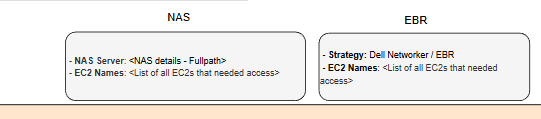 NAS
EBR
- NAS Server: <NAS details - Fullpath>
- EC2 Names: <List of all EC2s that needed access>
- Strategy: Dell Networker / EBR
- EC2 Names: <List of all EC2s that needed
access>